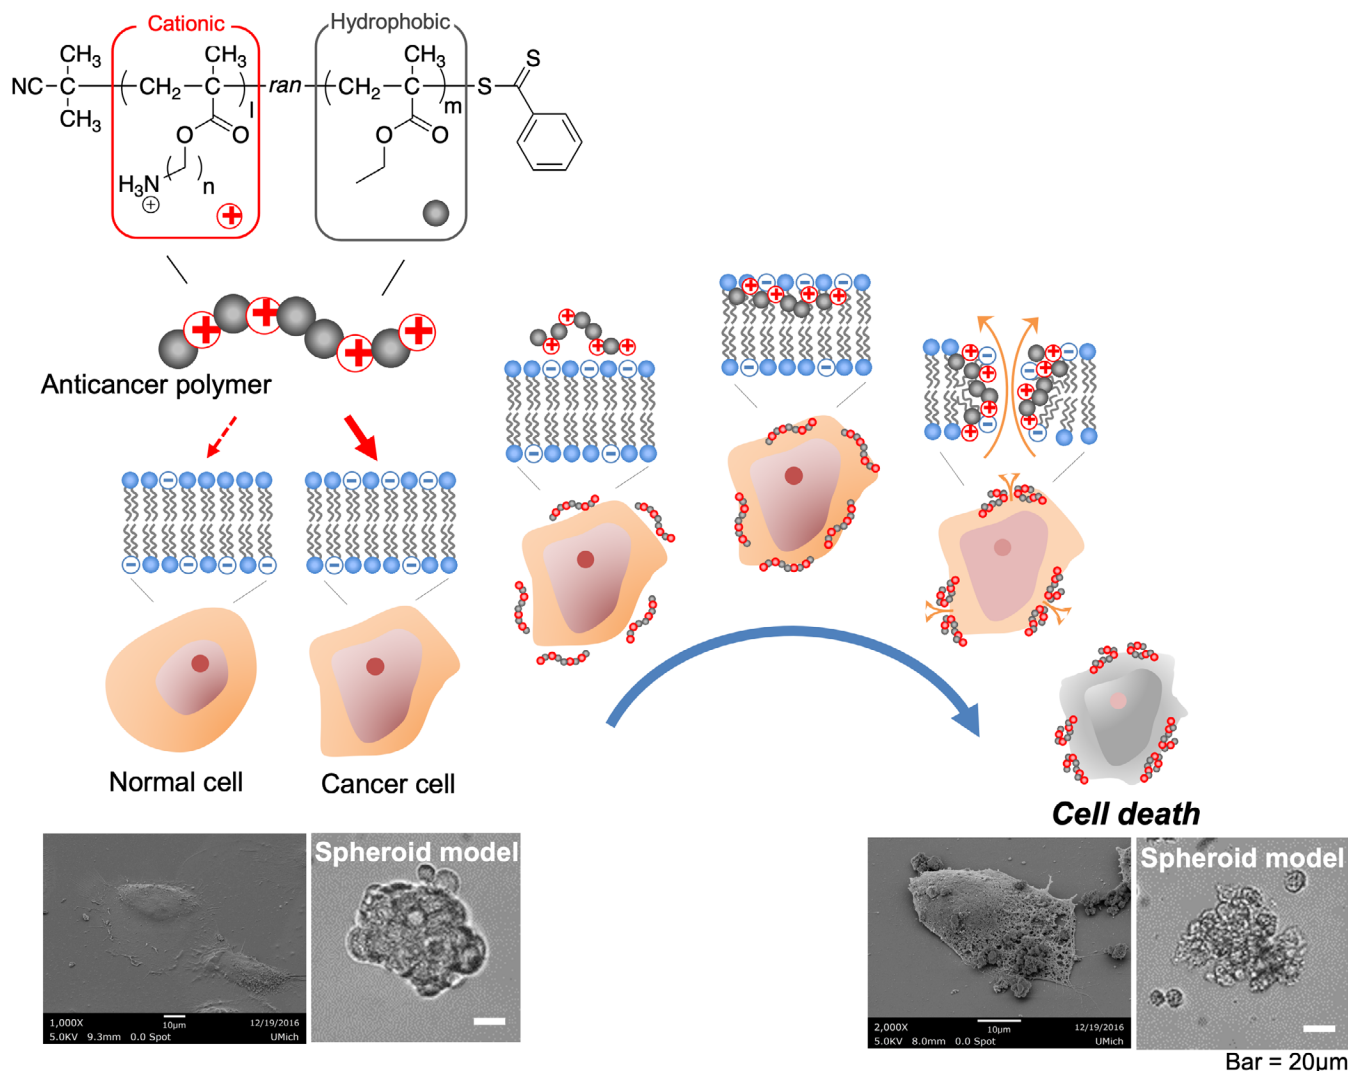 Cationic
Hydrophobic
CH3
CH3
CH3
S
NC
C
CH2
C
l
ran
CH2
C
m
S
CH3
O
O
O
O
H3N
n
Anticancer polymer
Normal cell
Cancer cell
Cell death
Spheroid model
Spheroid model
1,000X
10µm
12/19/2016
5.0KV 9.3mm 0.0 Spot
UMich
2,000X
10µm
12/19/2016
5.0KV 8.0mm 0.0 Spot
UMich
Bar = 20µm